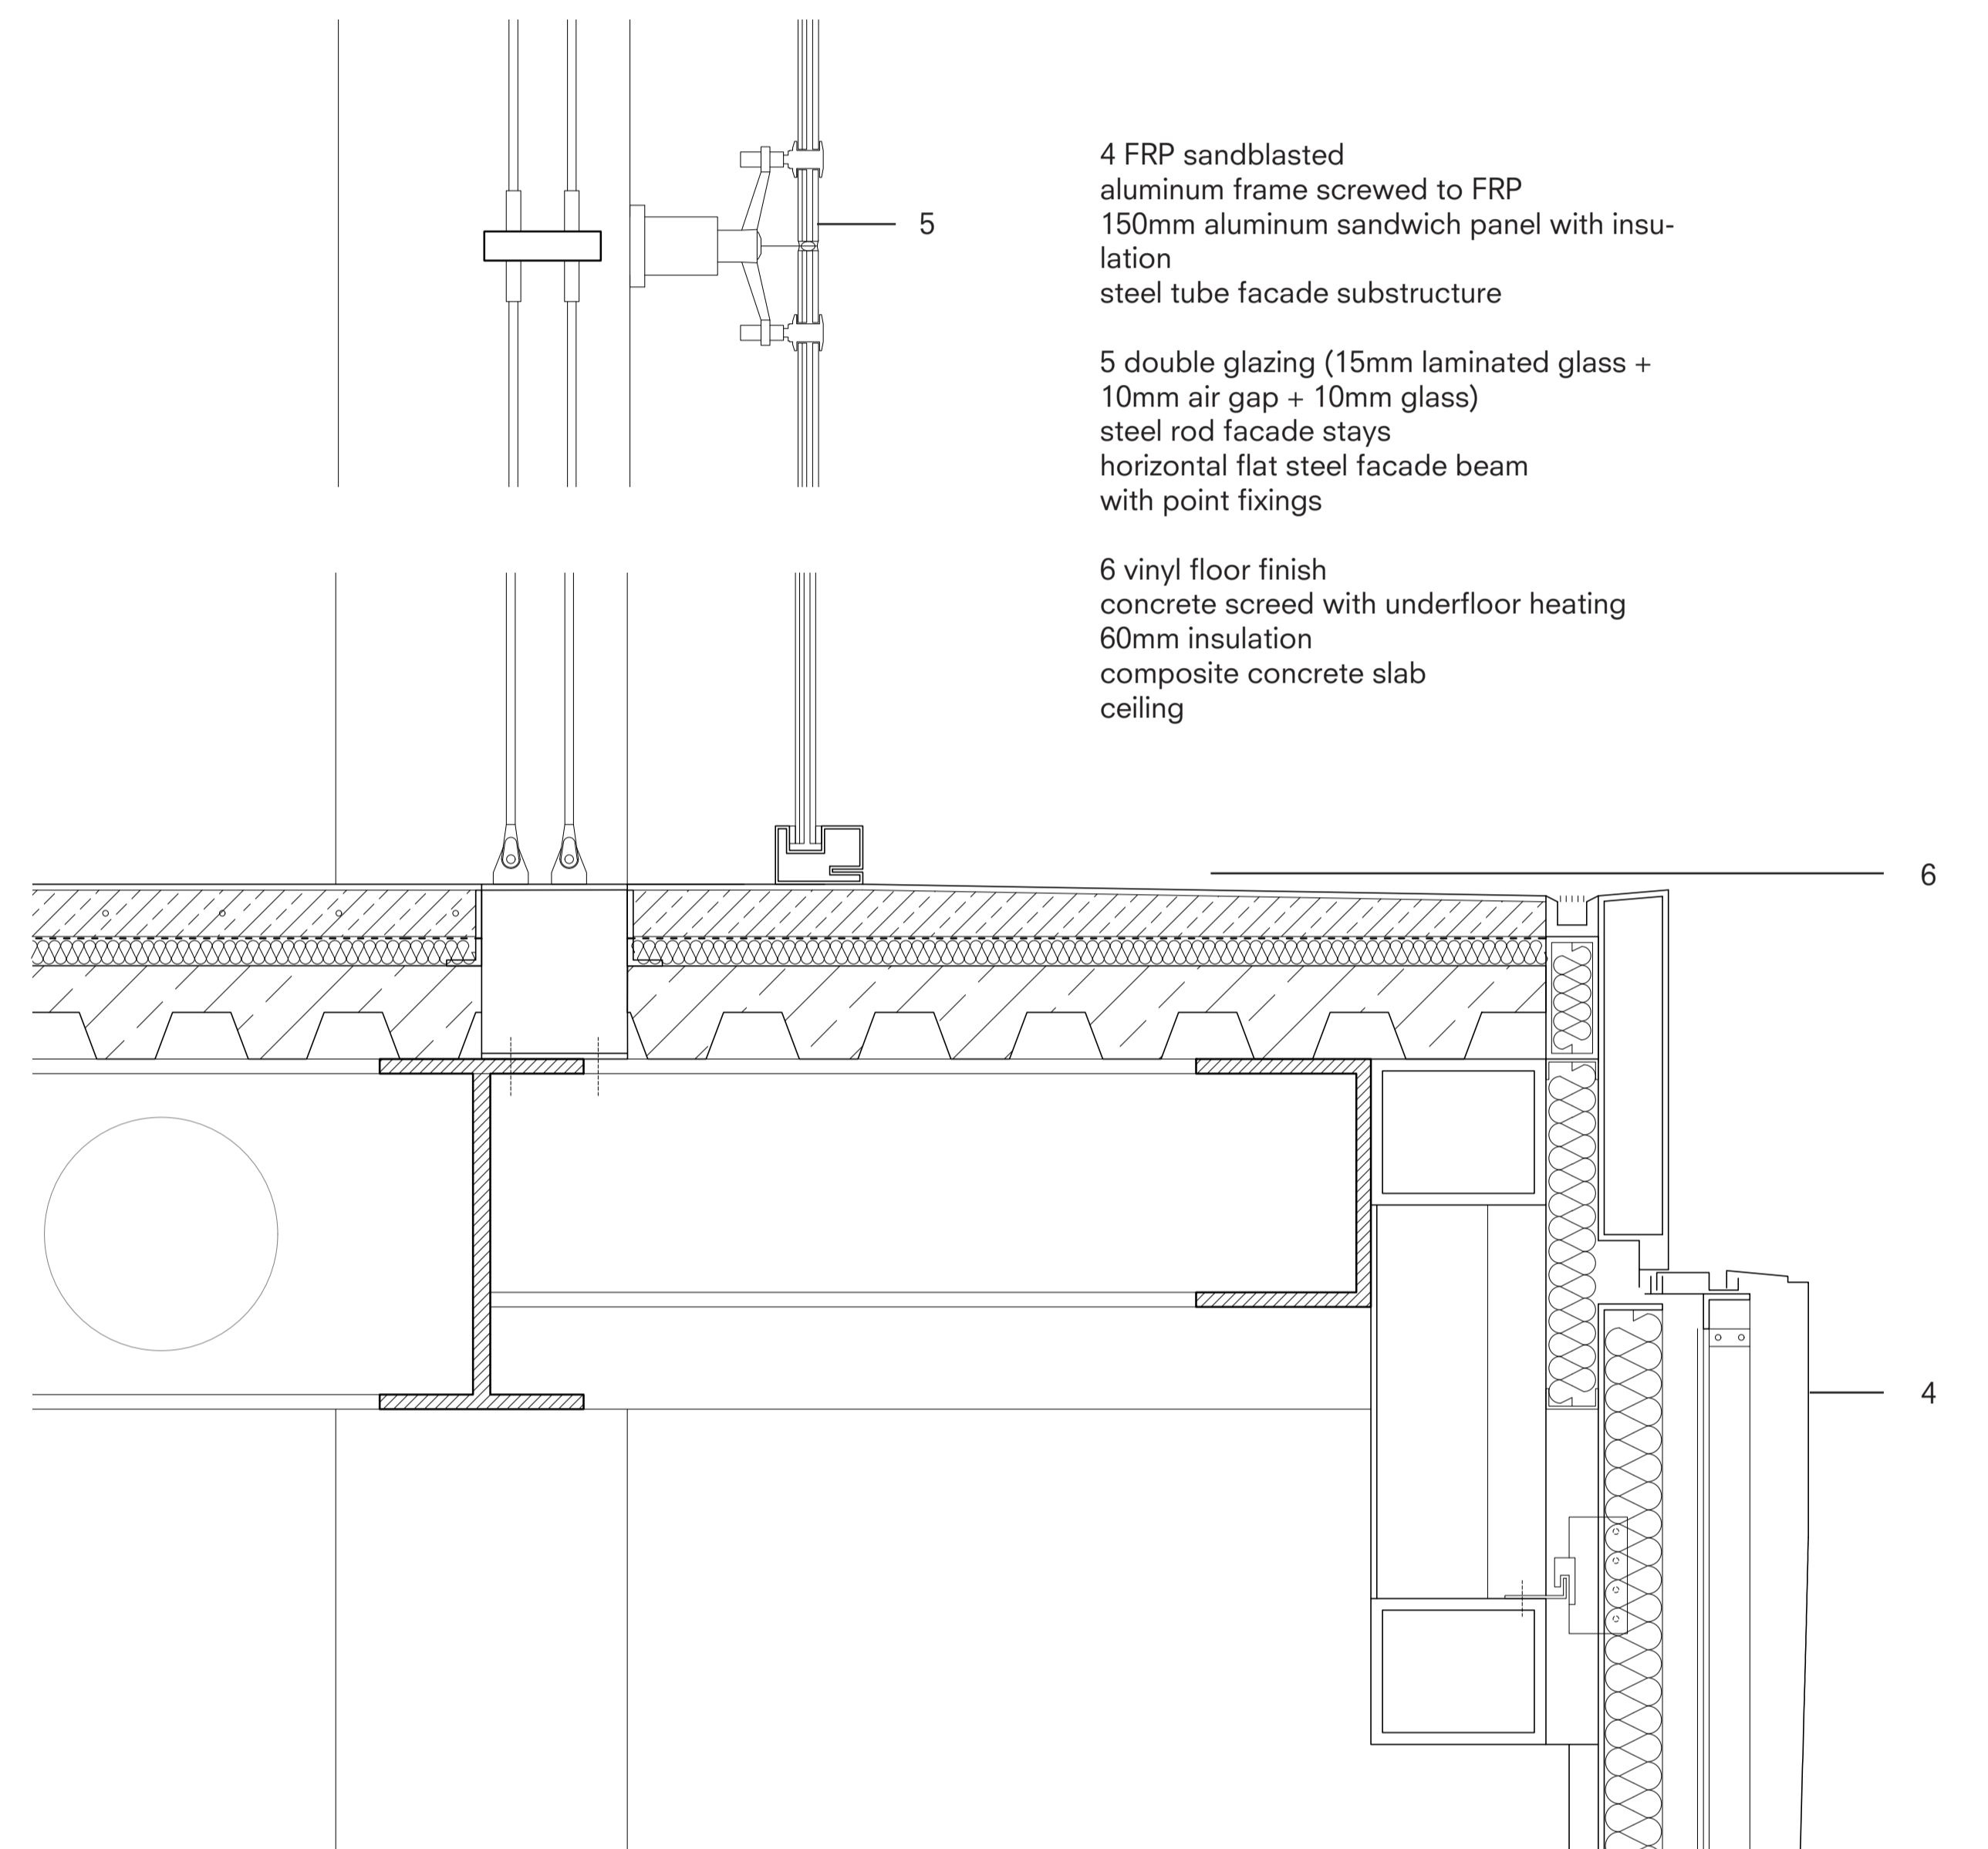 5
4 FRP sandblasted
aluminum frame screwed to FRP
150mm aluminum sandwich panel with insu-
lation
steel tube facade substructure
5 double glazing (15mm laminated glass +
10mm air gap + 10mm glass)
steel rod facade stays
horizontal flat steel facade beam
with point fixings
6 vinyl floor finish
concrete screed with underfloor heating
60mm insulation
composite concrete slab
ceiling
6
4